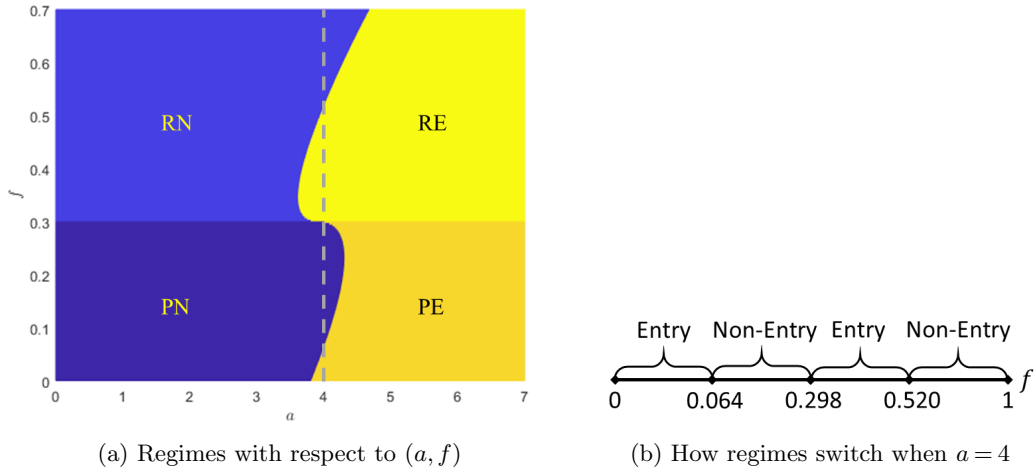 0.7
0.6
0.5
0.4
0.3
0.2
0.1
0
f
RN
RE
PN
PE
0 1 2 3 4 5 6 7
a
(a) Regimes with respect to (a, f)
Entry Non-Entry Entry Non-Entry
f
0 0.064 0.298 0.520 1
(b) How regimes switch when a = 4